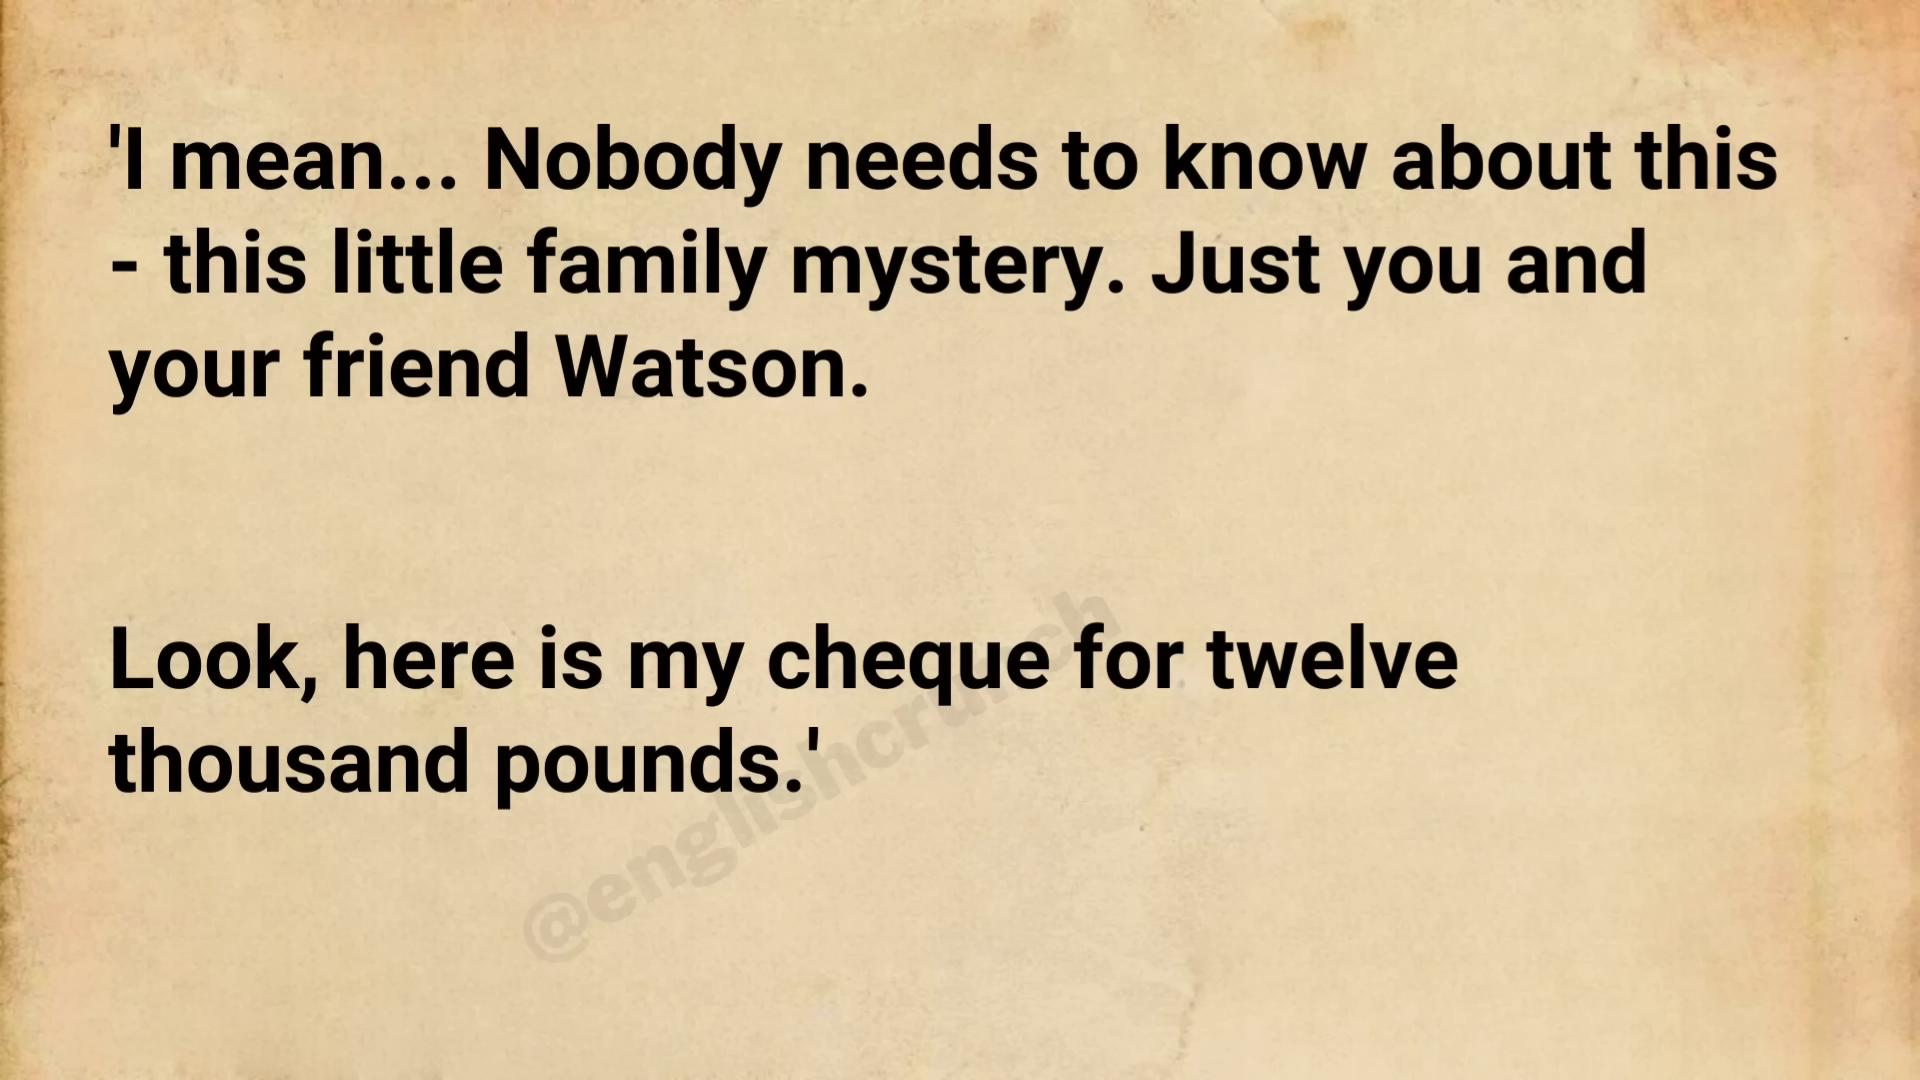 'I mean... Nobody needs to know about this
- this little family mystery. Just you and
your friend Watson.
Look, here is my cheque for twelve
thousand pounds.'
@englishcrunch